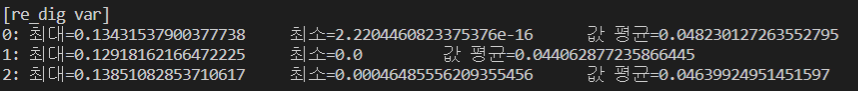 [re_dig var]
0: 최대=0.13431537900377738 최소=2.2204460823375376e-16 값 평균=0.048230127263552795
1: 최대=0.12918162166472225 최소=0.0 값 평균=0.044062877235866445
2: 최대=0.13851082853710617 최소=0.00046485556209355456 값 평균=0.04639924951451597